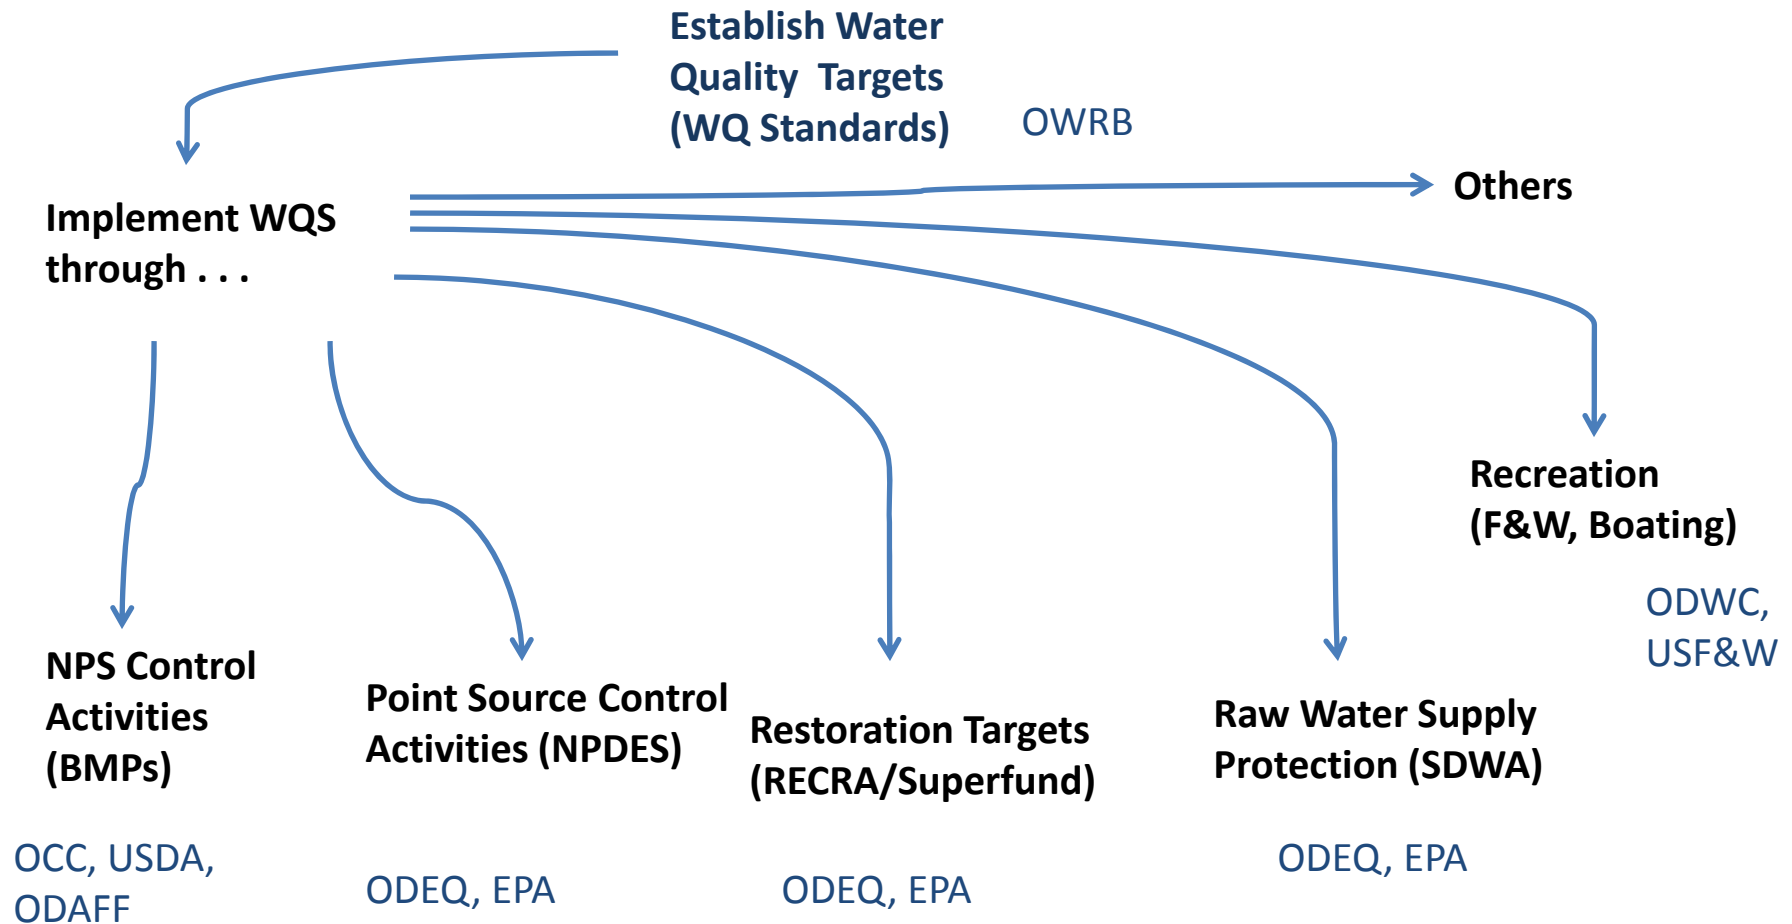 Establish Water
Quality Targets
(WQ Standards)
OWRB
Others
Implement WQS
through . . .
Recreation
(F&W, Boating)
ODWC,
USF&W
NPS Control
Activities
(BMPs)
Point Source Control
Activities (NPDES)
Restoration Targets
(RECRA/Superfund)
Raw Water Supply
Protection (SDWA)
OCC, USDA,
ODAFF
ODEQ, EPA
ODEQ, EPA
ODEQ, EPA